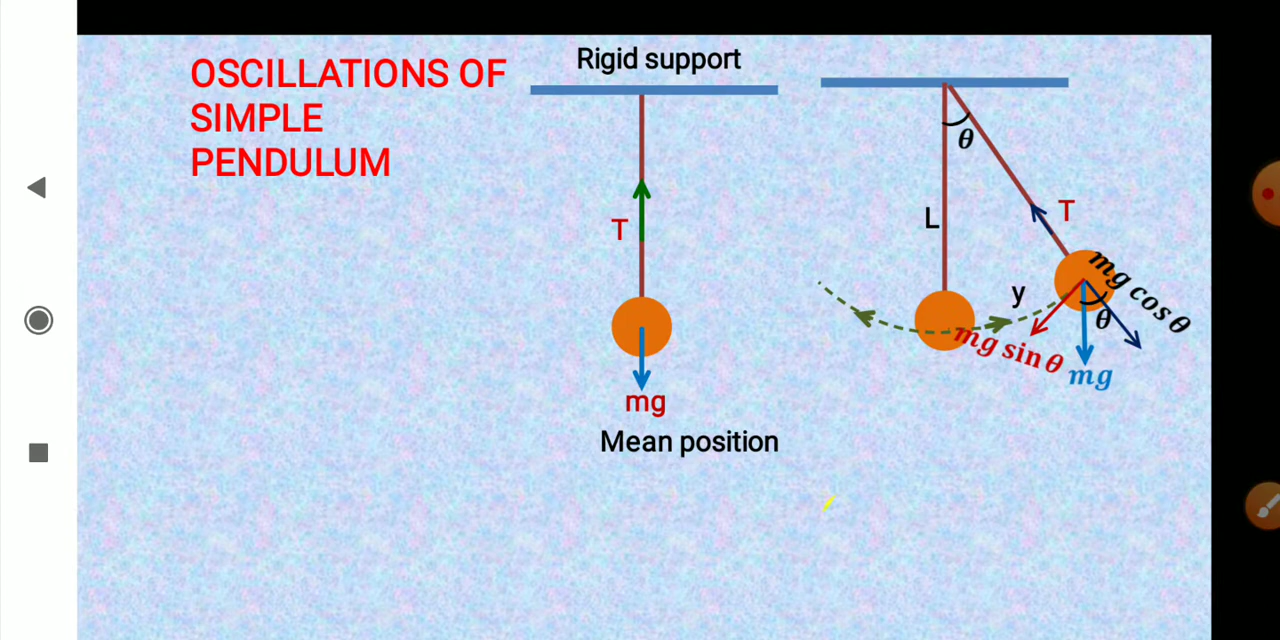 OSCILLATIONS OF
SIMPLE
PENDULUM
Rigid support
T
mg
Mean position
θ
L
T
y
mg cos θ
θ
mg sin θ
mg